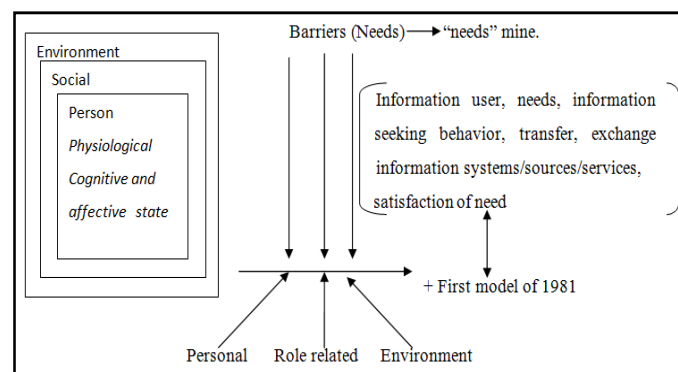 Barriers (Needs) "needs" mine.
Environment
Social
Person
Physiological
Cognitive and
affective state
Information user, needs, information
seeking behavior, transfer, exchange
information systems/sources/services,
satisfaction of need
+ First model of 1981
Personal Role related Environment